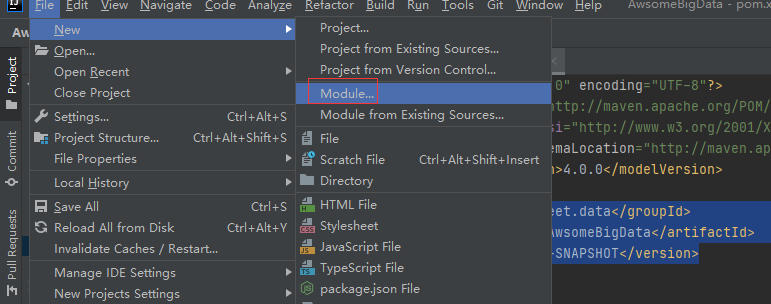 File Edit View Navigate Code Analyze Refactor Build Run Tools Git Window Help AwsomeBigData - pom.x
New
Open...
Open Recent
Close Project
Settings... Ctrl+Alt+S
Project Structure... Ctrl+Alt+Shift+S
File Properties
Local History
Save All Ctrl+S
Reload All from Disk Ctrl+Alt+Y
Invalidate Caches / Restart...
Manage IDE Settings
New Projects Settings
Project...
Project from Existing Sources...
Project from Version Control...
Module...
Module from Existing Sources...
File
Scratch File Ctrl+Alt+Shift+Insert
Directory
HTML File
Stylesheet
JavaScript File
TypeScript File
package.json File
Aw
Project
Commit
Pull Requests
0" encoding="UTF-8"?>
http://maven.apache.org/POM/
si="http://www.w3.org/2001/X
emaLocation="http://maven.ap
n>4.0.0</modelVersion>
eet.data</groupId>
AwsomeBigData</artifactId>
-SNAPSHOT</version>